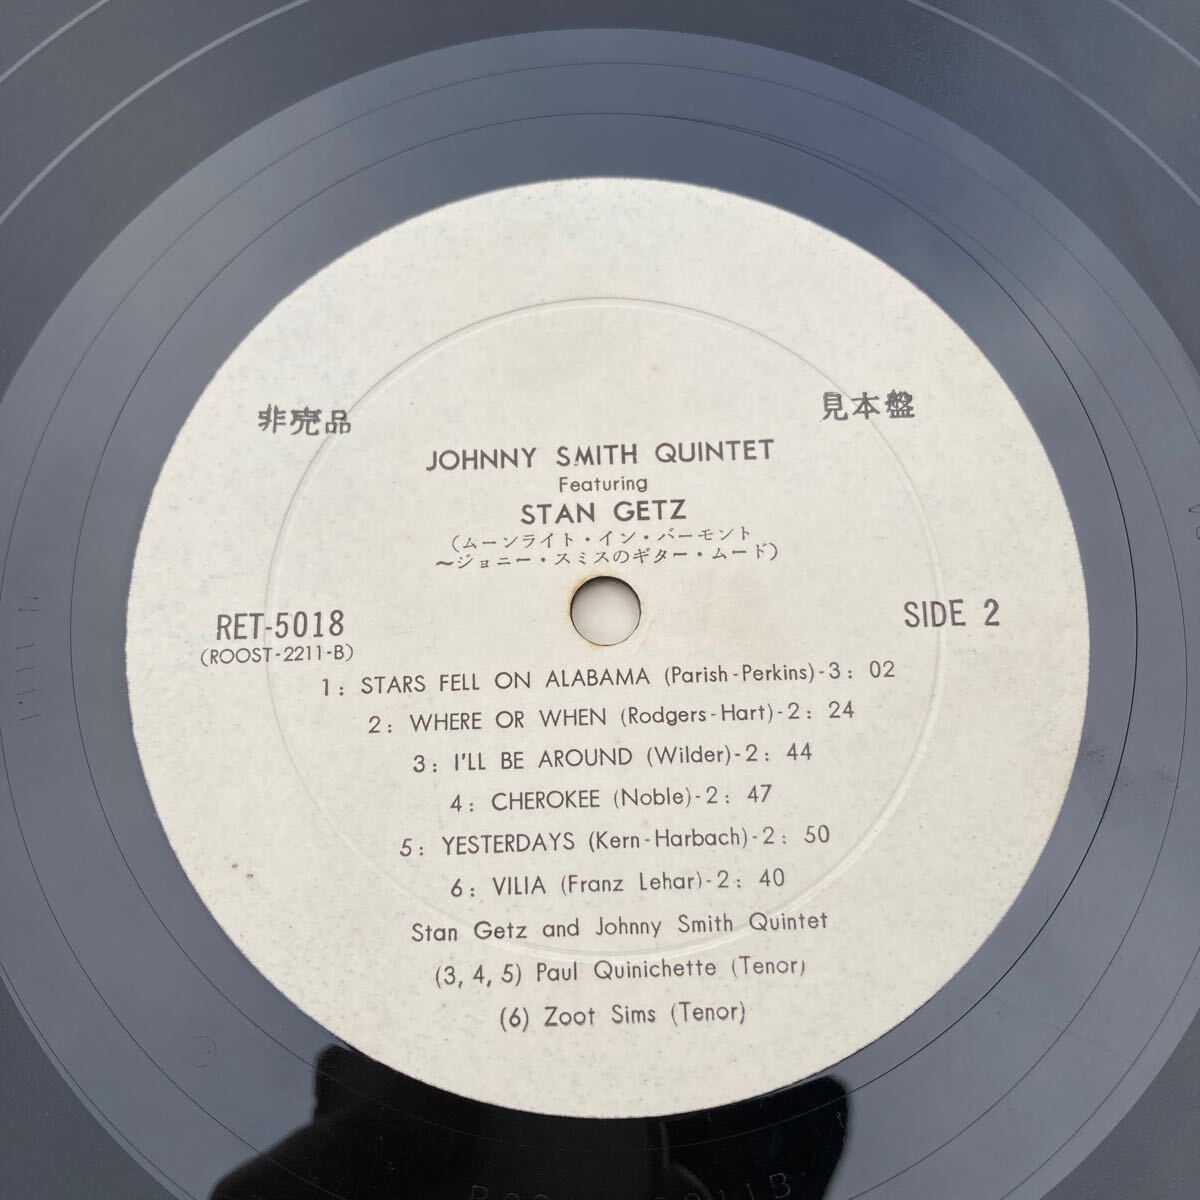 非売品
見本盤
JOHNNY SMITH QUINTET
Featuring
STAN GETZ
(ムーンライト・イン・バーモント
～ジョニー・スミスのギター・ムード)
RET-5018
(ROOST-2211-B)
SIDE 2
1: STARS FELL ON ALABAMA (Parish-Perkins)-3: 02
2: WHERE OR WHEN (Rodgers-Hart)-2: 24
3: I'LL BE AROUND (Wilder)-2: 44
4: CHEROKEE (Noble)-2: 47
5: YESTERDAYS (Kern-Harbach)-2: 50
6: VILIA (Franz Lehar)-2: 40
Stan Getz and Johnny Smith Quintet
(3, 4, 5) Paul Quinichette (Tenor)
(6) Zoot Sims (Tenor)